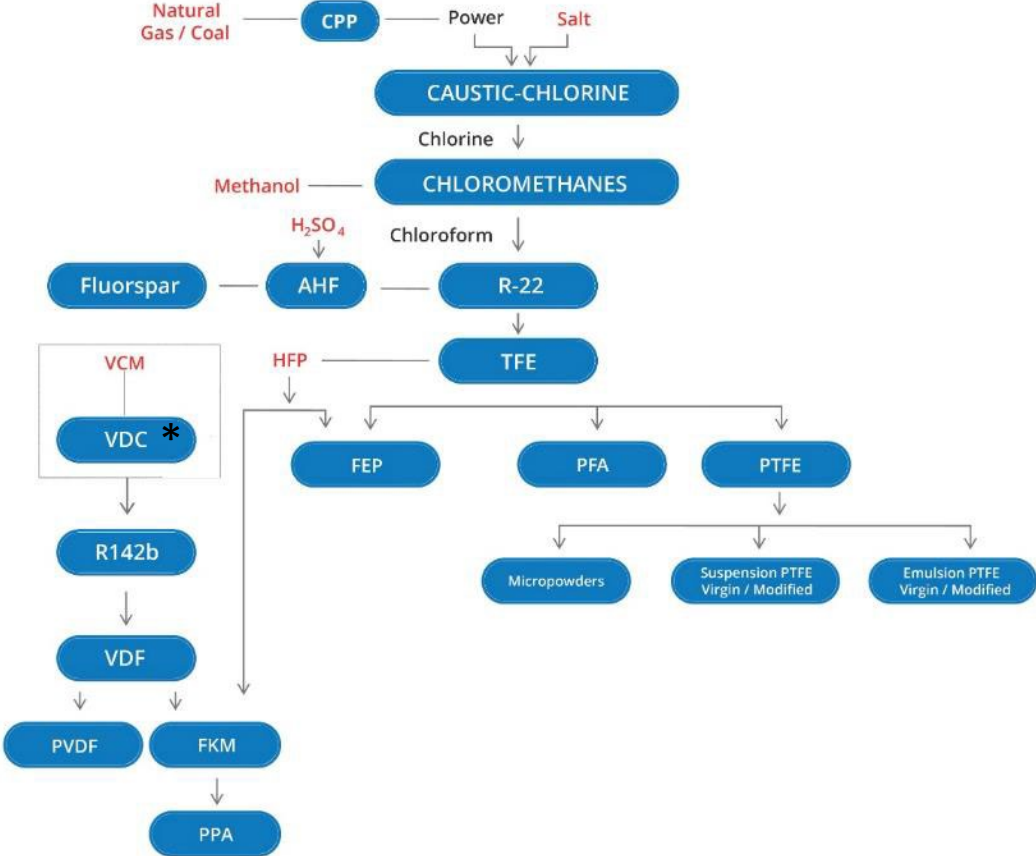 Natural
Gas / Coal
CPP
Power
Salt
CAUSTIC-CHLORINE
Chlorine
Methanol
CHLOROMETHANES
H₂SO₄
Chloroform
Fluorspar
AHF
R-22
VCM
HFP
TFE
VDC *
FEP
PFA
PTFE
R142b
Micropowders
Suspension PTFE
Virgin / Modified
Emulsion PTFE
Virgin / Modified
VDF
PVDF
FKM
PPA